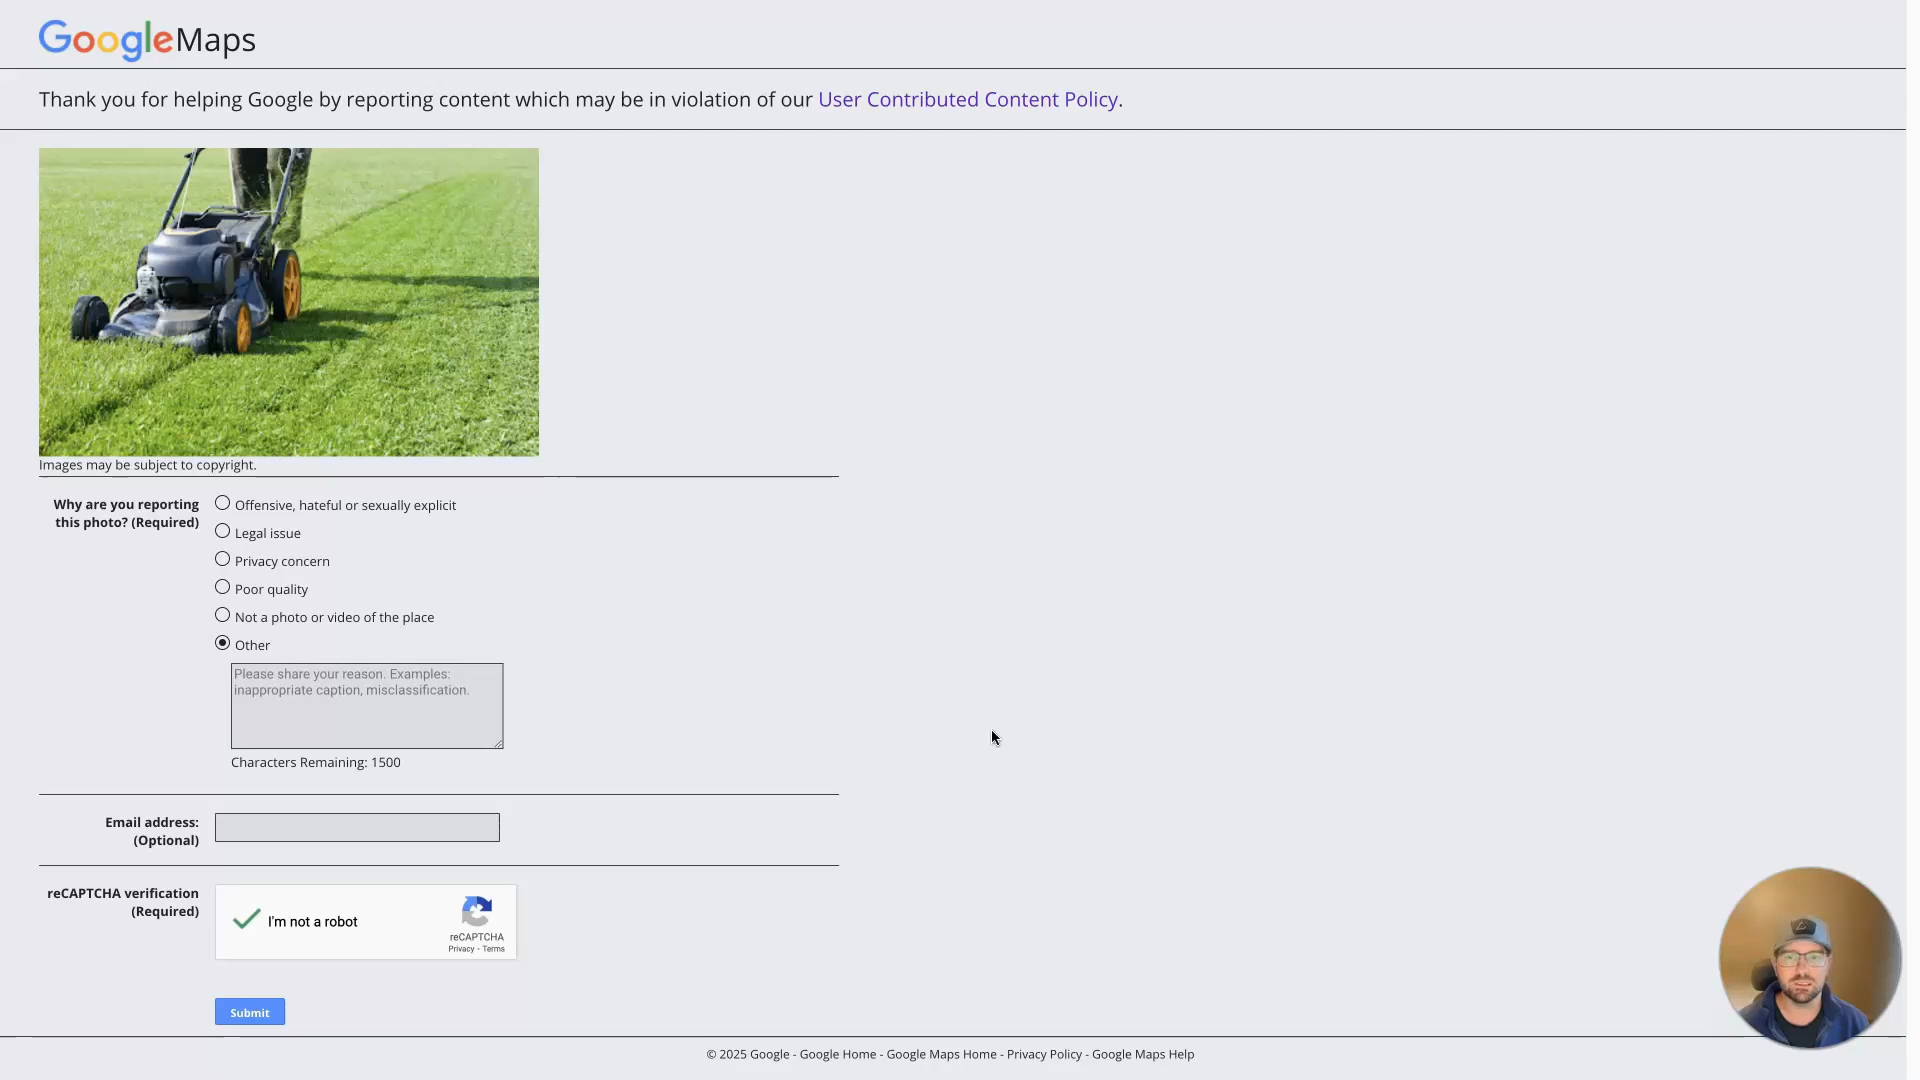 GoogleMaps
Thank you for helping Google by reporting content which may be in violation of our User Contributed Content Policy.
Images may be subject to copyright.
Why are you reporting
this photo? (Required)
Offensive, hateful or sexually explicit
Legal issue
Privacy concern
Poor quality
Not a photo or video of the place
Other
Please share your reason. Examples:
inappropriate caption, misclassification.
Characters Remaining: 1500
Email address:
(Optional)
reCAPTCHA verification
(Required)
I'm not a robot
reCAPTCHA
Privacy - Terms
Submit
© 2025 Google - Google Home - Google Maps Home - Privacy Policy - Google Maps Help